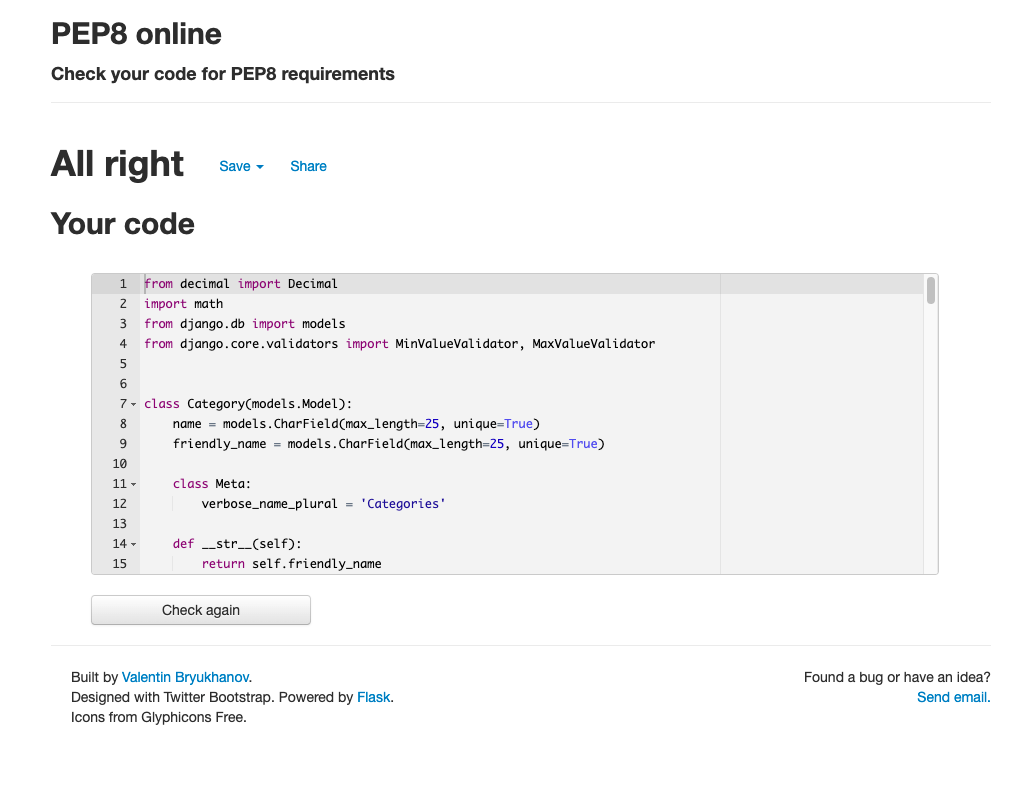 PEP8 online
Check your code for PEP8 requirements
All right Save Share
Your code
1 from decimal import Decimal
2 import math
3 from django.db import models
4 from django.core.validators import MinValueValidator, MaxValueValidator
5
6
7 class Category(models.Model):
8     name = models.CharField(max_length=25, unique=True)
9     friendly_name = models.CharField(max_length=25, unique=True)
10
11     class Meta:
12         verbose_name_plural = 'Categories'
13
14     def __str__(self):
15         return self.friendly_name
Check again
Built by Valentin Bryukhanov.
Designed with Twitter Bootstrap. Powered by Flask.
Icons from Glyphicons Free.
Found a bug or have an idea?
Send email.